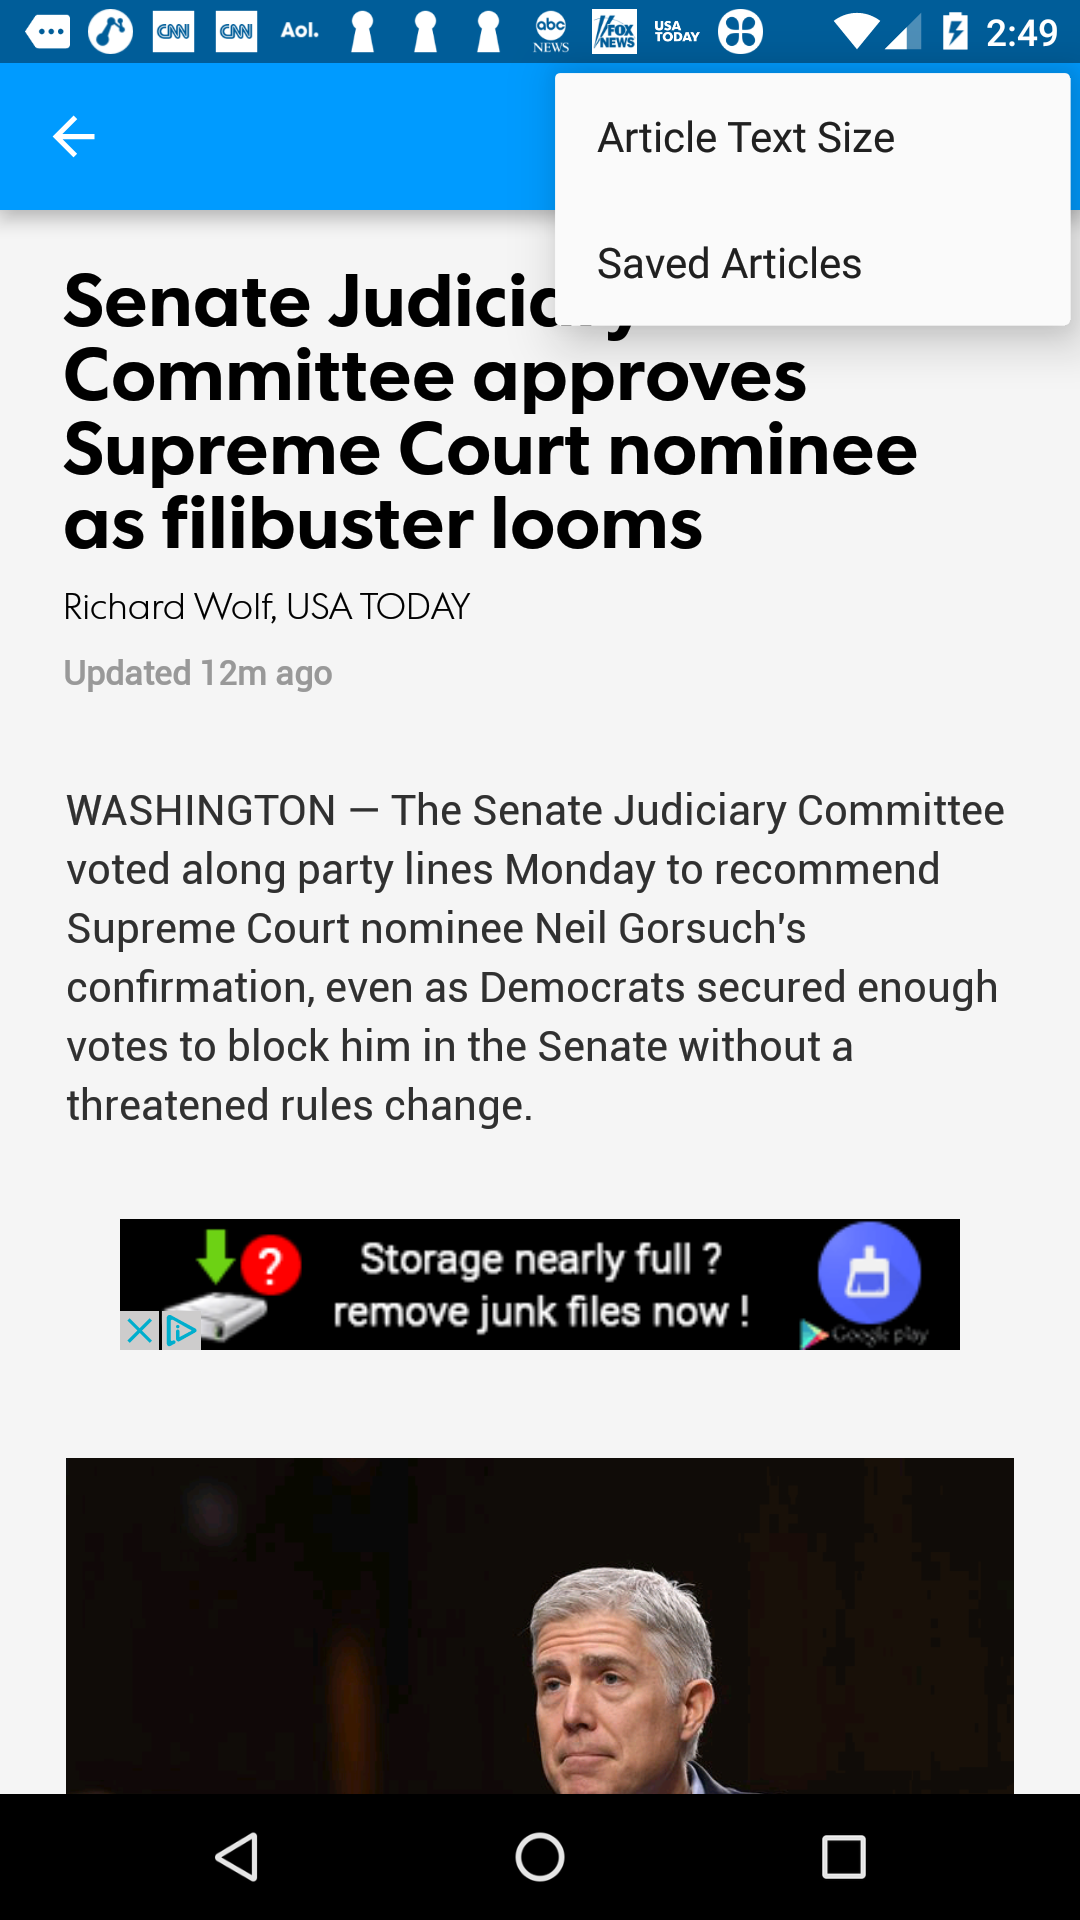 CNN CNN Aol. abc NEWS FOX NEWS USA TODAY 2:49
Article Text Size
Saved Articles
Senate Judiciary
Committee approves
Supreme Court nominee
as filibuster looms
Richard Wolf, USA TODAY
Updated 12m ago
WASHINGTON — The Senate Judiciary Committee
voted along party lines Monday to recommend
Supreme Court nominee Neil Gorsuch's
confirmation, even as Democrats secured enough
votes to block him in the Senate without a
threatened rules change.
?
Storage nearly full ?
remove junk files now !
Google play